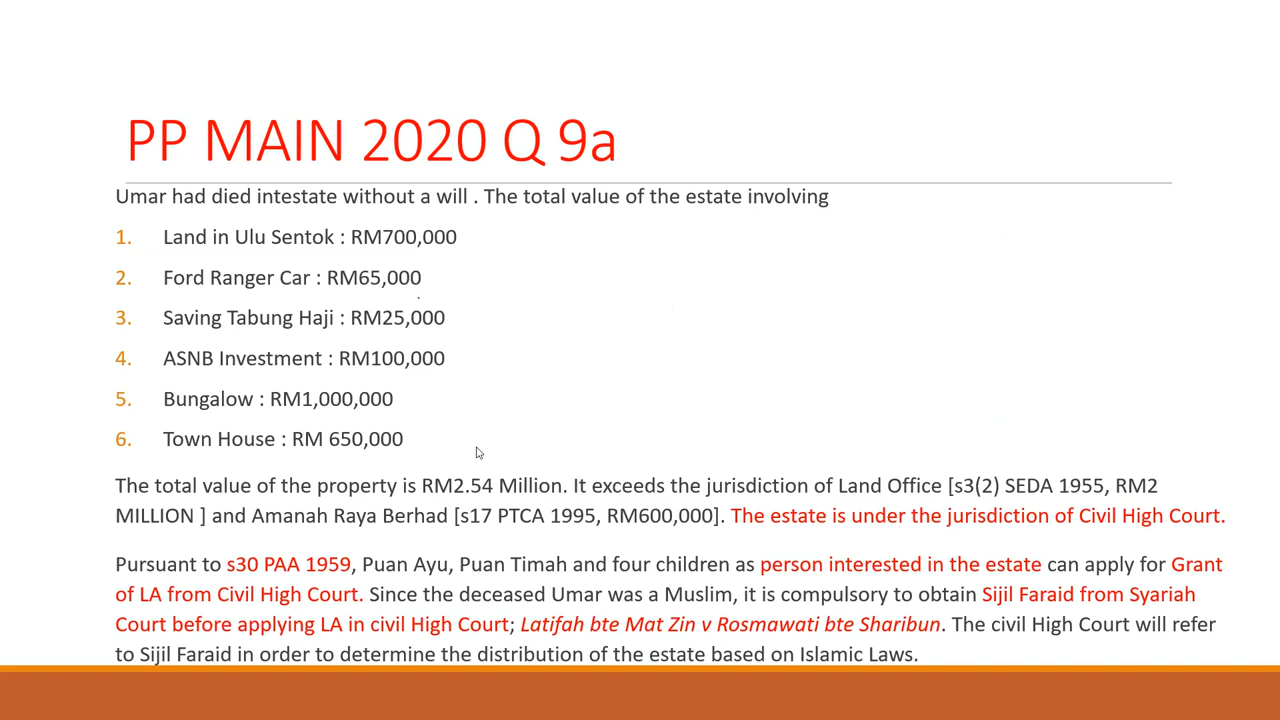 PP MAIN 2020 Q 9a
Umar had died intestate without a will . The total value of the estate involving
1. Land in Ulu Sentok : RM700,000
2. Ford Ranger Car : RM65,000
3. Saving Tabung Haji : RM25,000
4. ASNB Investment : RM100,000
5. Bungalow : RM1,000,000
6. Town House : RM 650,000
The total value of the property is RM2.54 Million. It exceeds the jurisdiction of Land Office [s3(2) SEDA 1955, RM2
MILLION ] and Amanah Raya Berhad [s17 PTCA 1995, RM600,000]. The estate is under the jurisdiction of Civil High Court.
Pursuant to s30 PAA 1959, Puan Ayu, Puan Timah and four children as person interested in the estate can apply for Grant
of LA from Civil High Court. Since the deceased Umar was a Muslim, it is compulsory to obtain Sijil Faraid from Syariah
Court before applying LA in civil High Court; Latifah bte Mat Zin v Rosmawati bte Sharibun. The civil High Court will refer
to Sijil Faraid in order to determine the distribution of the estate based on Islamic Laws.